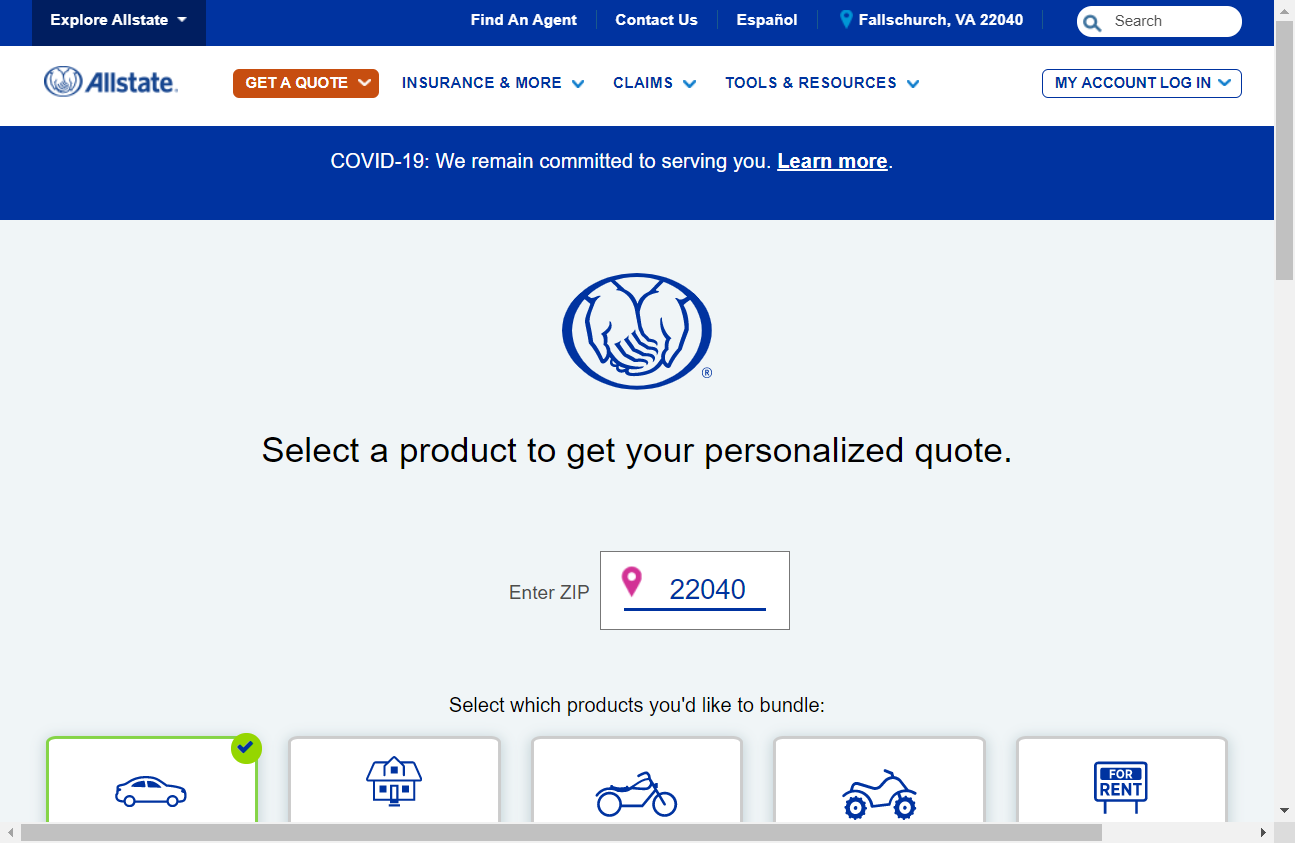 Explore Allstate
Find An Agent
Contact Us
Español
Fallschurch, VA 22040
Search
Allstate.
GET A QUOTE
INSURANCE & MORE
CLAIMS
TOOLS & RESOURCES
MY ACCOUNT LOG IN
COVID-19: We remain committed to serving you. Learn more.
®
Select a product to get your personalized quote.
Enter ZIP
22040
Select which products you'd like to bundle:
FOR
RENT